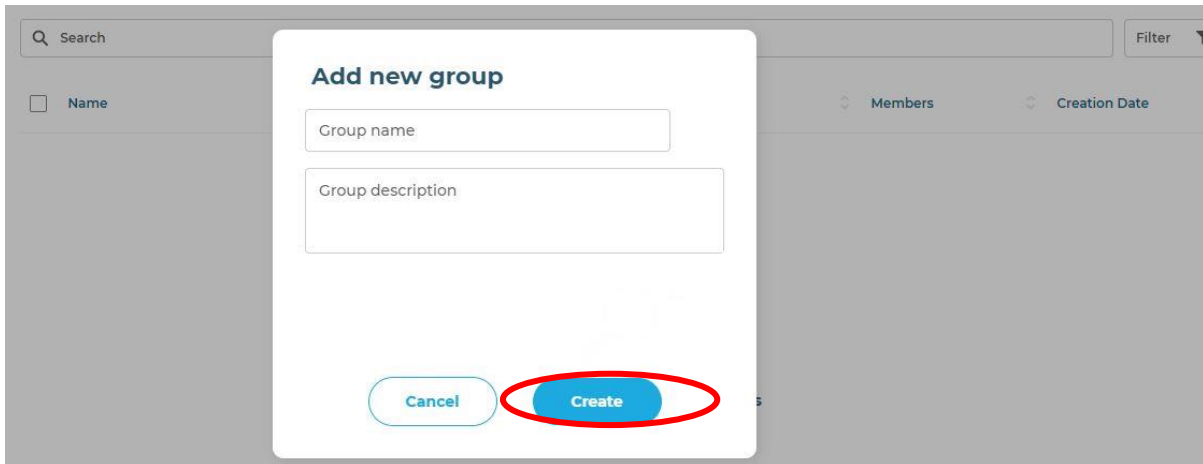 Search
Filter
Add new group
Name
Members
Creation Date
Group name
Group description
Cancel
Create
s